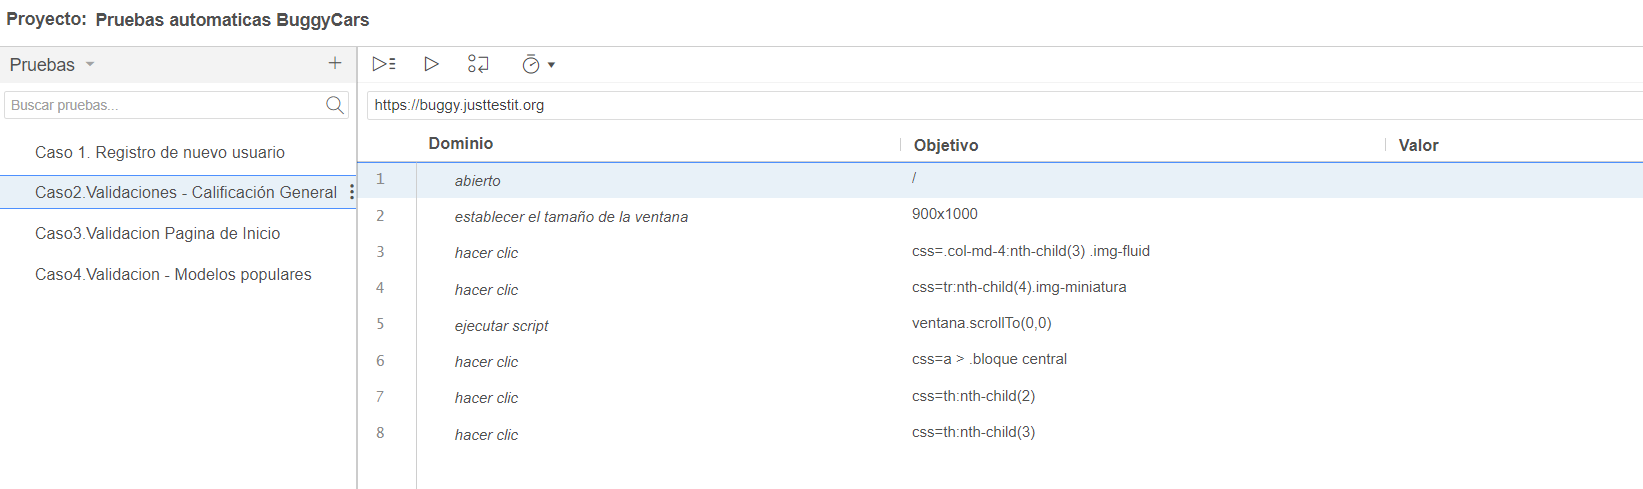 Proyecto: Pruebas automaticas BuggyCars
Pruebas
Buscar pruebas...
Caso 1. Registro de nuevo usuario
Caso2.Validaciones - Calificación General
Caso3.Validacion Pagina de Inicio
Caso4.Validacion - Modelos populares
https://buggy.justtestit.org
Dominio Objetivo Valor
1 abierto /
2 establecer el tamaño de la ventana 900x1000
3 hacer clic css=.col-md-4:nth-child(3) .img-fluid
4 hacer clic css=tr:nth-child(4).img-miniatura
5 ejecutar script ventana.scrollTo(0,0)
6 hacer clic css=a > .bloque central
7 hacer clic css=th:nth-child(2)
8 hacer clic css=th:nth-child(3)